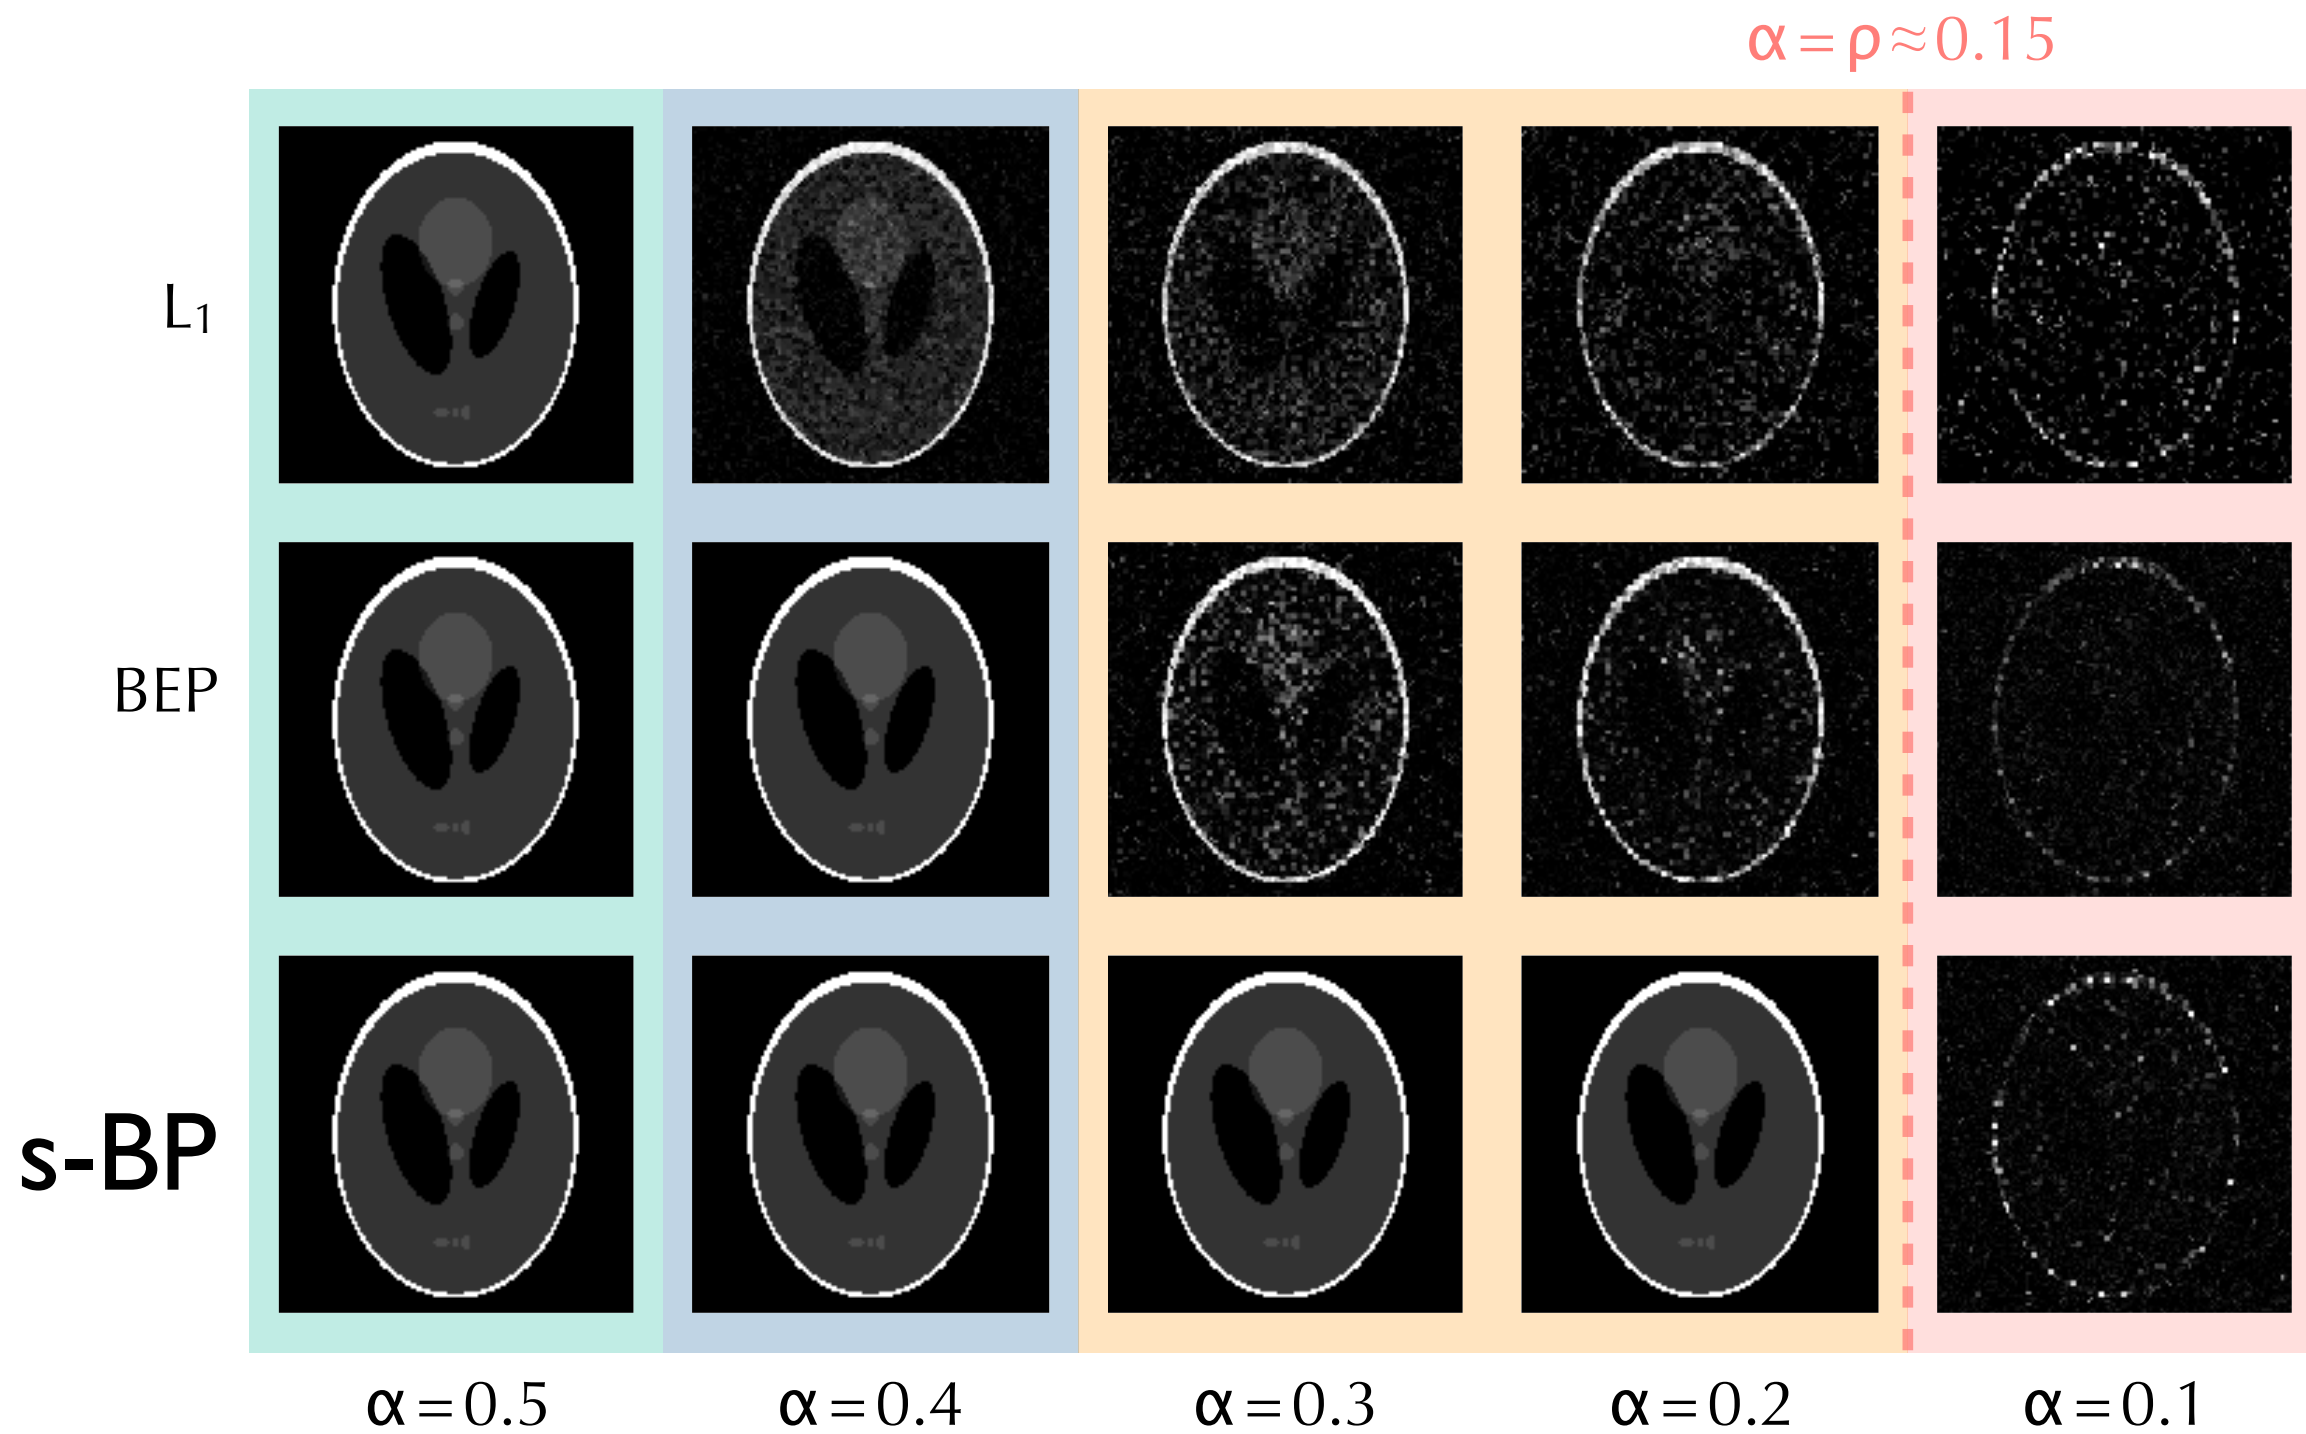 α = ρ ≈ 0.15
L₁
BEP
s-BP
α = 0.5
α = 0.4
α = 0.3
α = 0.2
α = 0.1